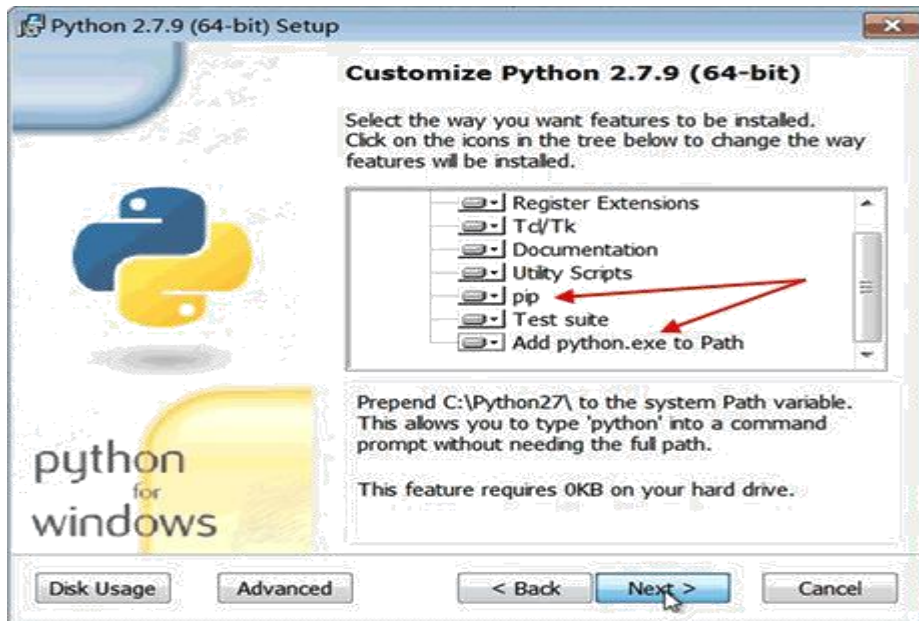 Python 2.7.9 (64-bit) Setup
Customize Python 2.7.9 (64-bit)
Select the way you want features to be installed.
Click on the icons in the tree below to change the way
features will be installed.
Register Extensions
Tcl/Tk
Documentation
Utility Scripts
pip
Test suite
Add python.exe to Path
Prepend C:\Python27\ to the system Path variable.
This allows you to type 'python' into a command
prompt without needing the full path.
This feature requires 0KB on your hard drive.
python
for
windows
Disk Usage
Advanced
< Back
Next >
Cancel